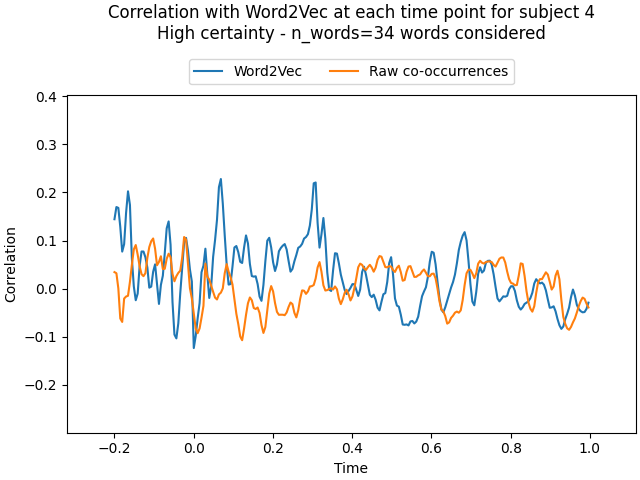 Correlation with Word2Vec at each time point for subject 4
High certainty - n_words=34 words considered
Word2Vec
Raw co-occurrences
0.4
0.3
0.2
0.1
0.0
−0.1
−0.2
Correlation
−0.2
0.0
0.2
0.4
0.6
0.8
1.0
Time